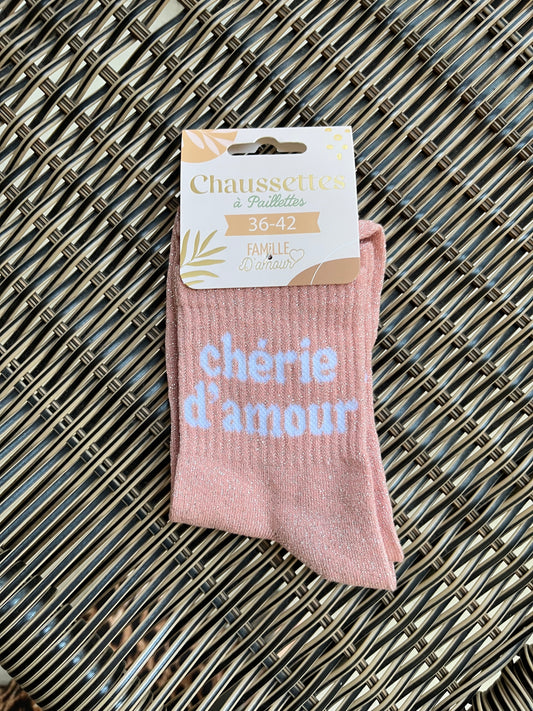 Chaussettes
à Paillettes
36-42
FAMiLLE
D'amour
chérie
d'amour